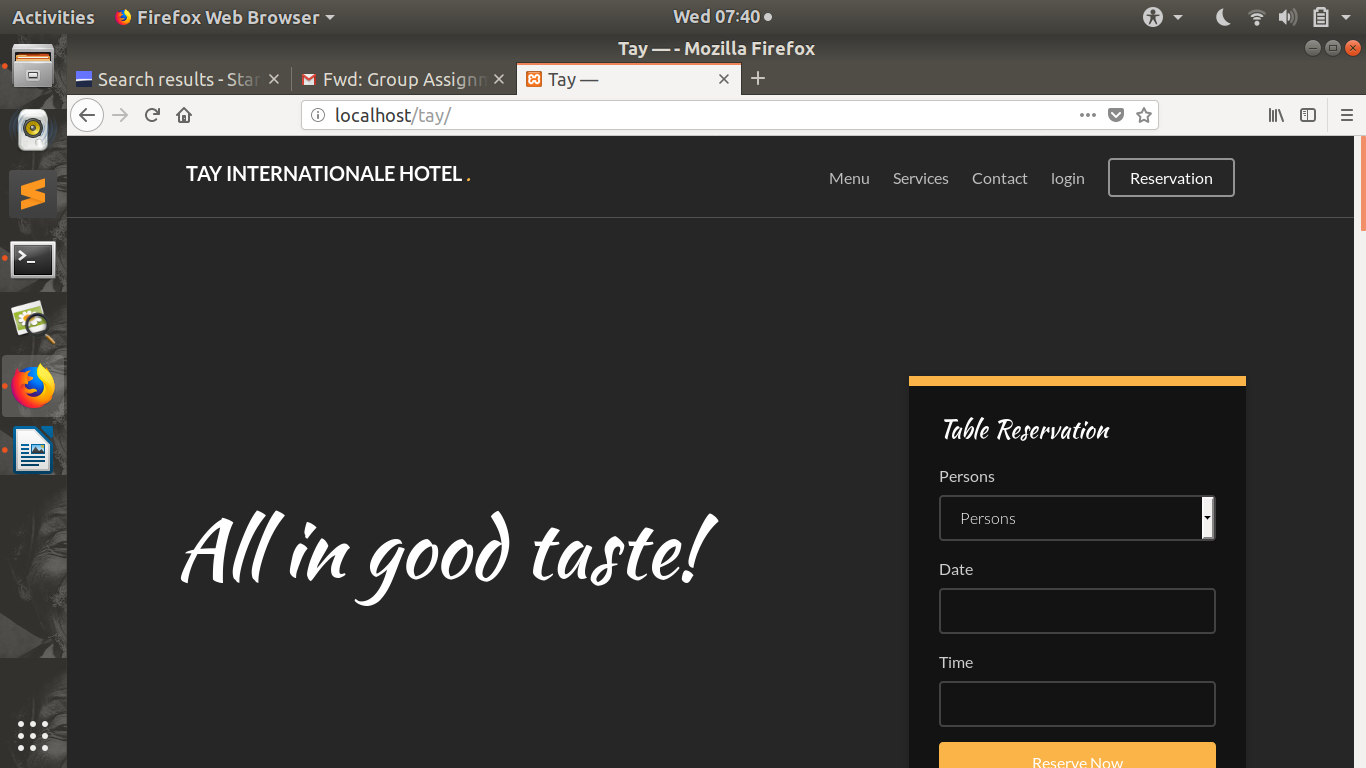 Activities Firefox Web Browser Wed 07:40
Tay — - Mozilla Firefox
Search results - Star Fwd: Group Assignm Tay —
localhost/tay/
TAY INTERNATIONALE HOTEL . Menu Services Contact login Reservation
Table Reservation
Persons
Persons
All in good taste!
Date
Time
Reserve Now